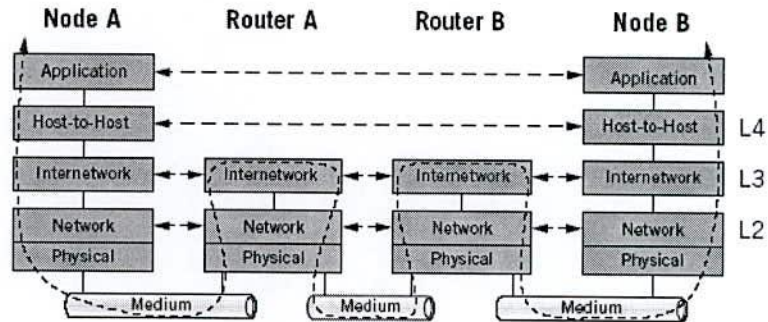 Node A Router A Router B Node B
Application Application
Host-to-Host Host-to-Host L4
Internetwork Internetwork Internetwork Internetwork L3
Network Network Network Network L2
Physical Physical Physical Physical
Medium Medium Medium